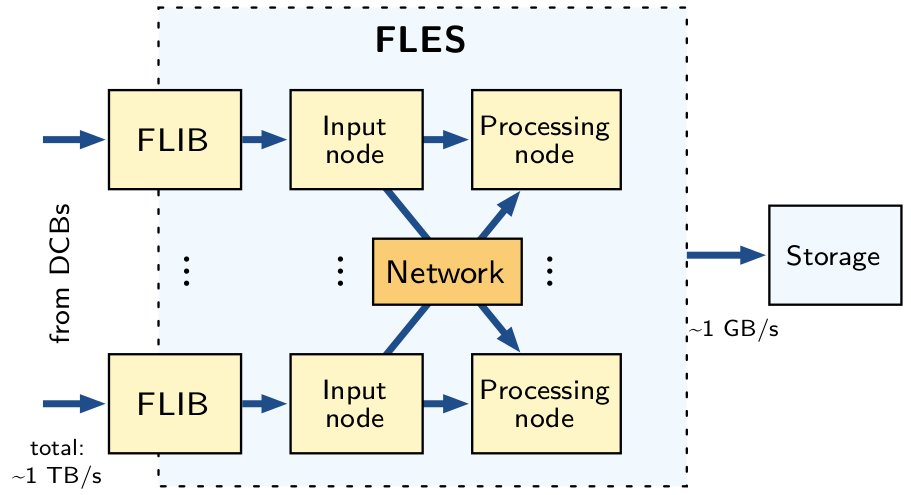 FLES
FLIB
Input
node
Processing
node
from DCBs
⋮
⋮
⋮
Network
Storage
~1 GB/s
FLIB
Input
node
Processing
node
total:
~1 TB/s